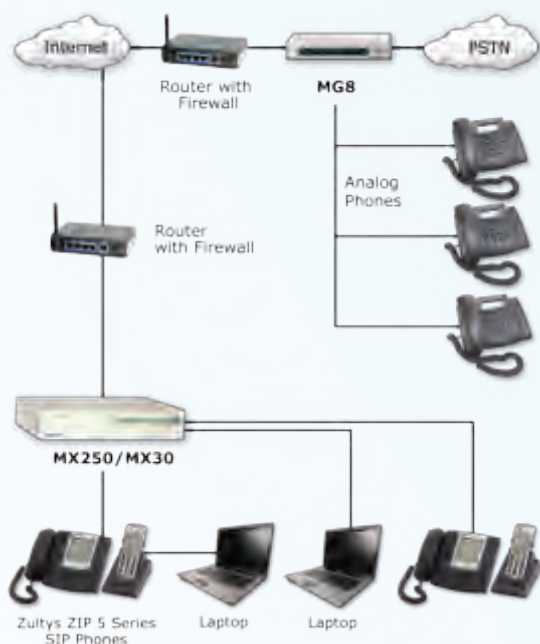 Internet
PSTN
Router with
Firewall
MG8
Analog
Phones
Router
with Firewall
MX250/MX30
Zultys ZIP 5 Series
SIP Phones
Laptop
Laptop